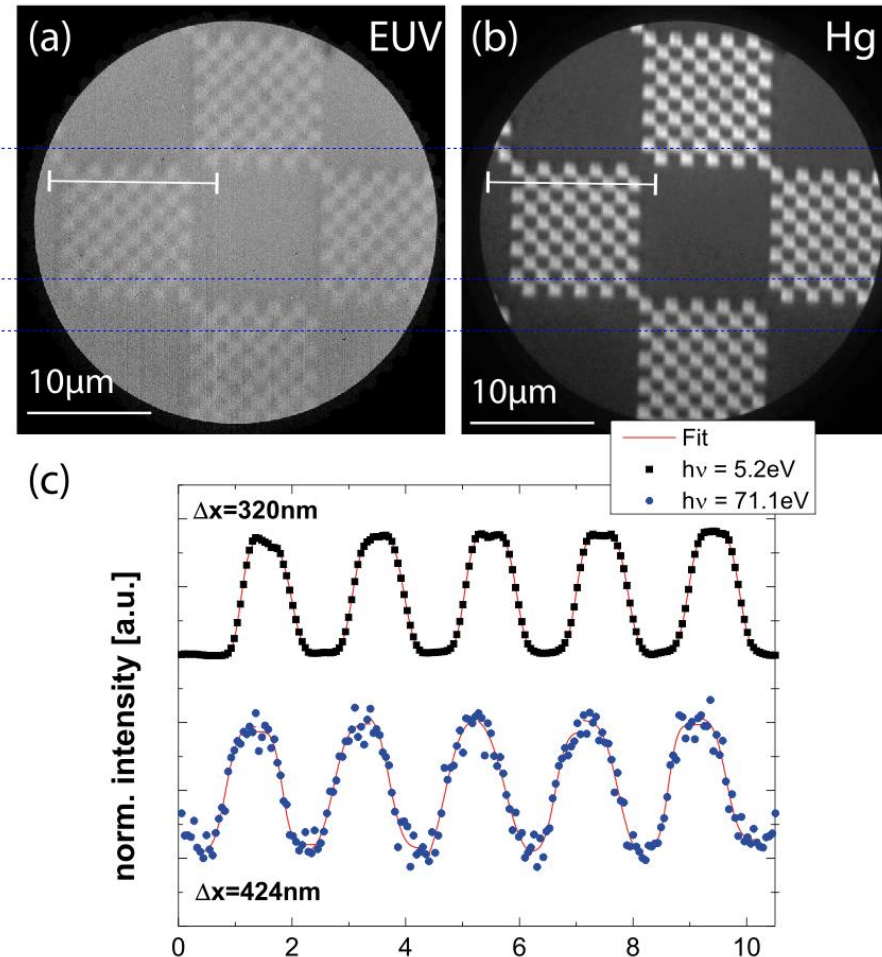 (a) EUV
(b) Hg
10μm
10μm
Fit
hν = 5.2eV
hν = 71.1eV
(c)
Δx=320nm
norm. intensity [a.u.]
Δx=424nm
0 2 4 6 8 10